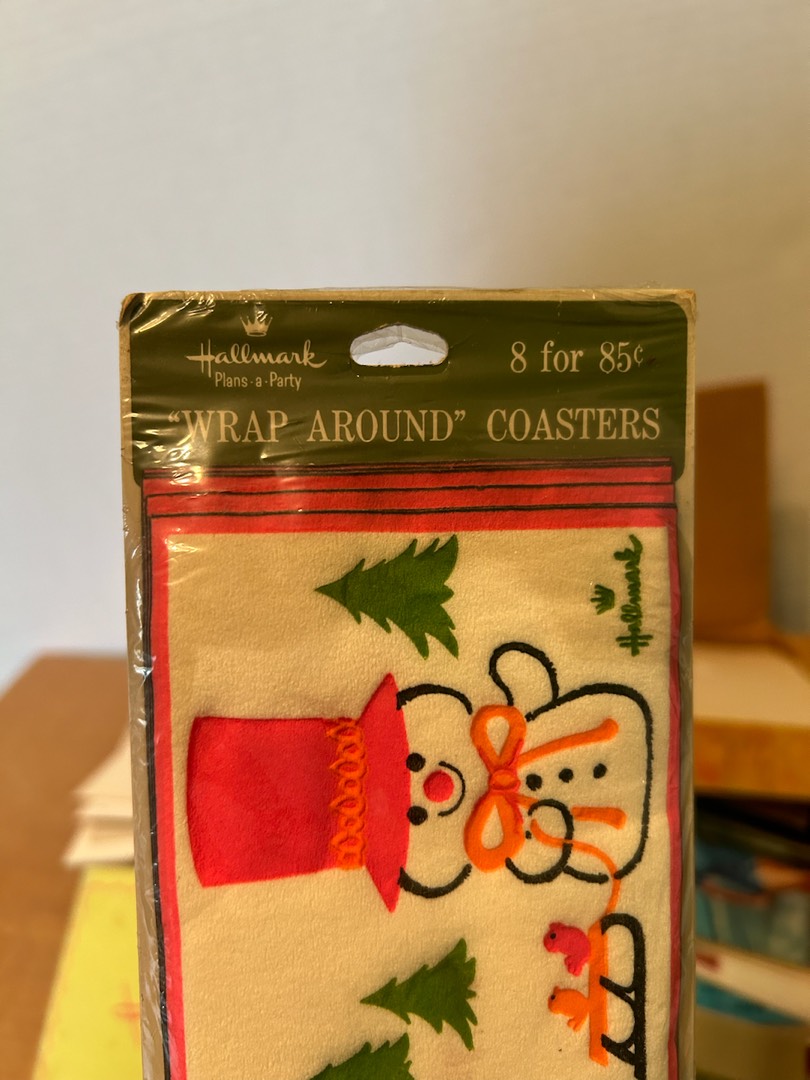 Hallmark
Plans-a-Party
8 for 85¢
"WRAP AROUND" COASTERS
Hallmark